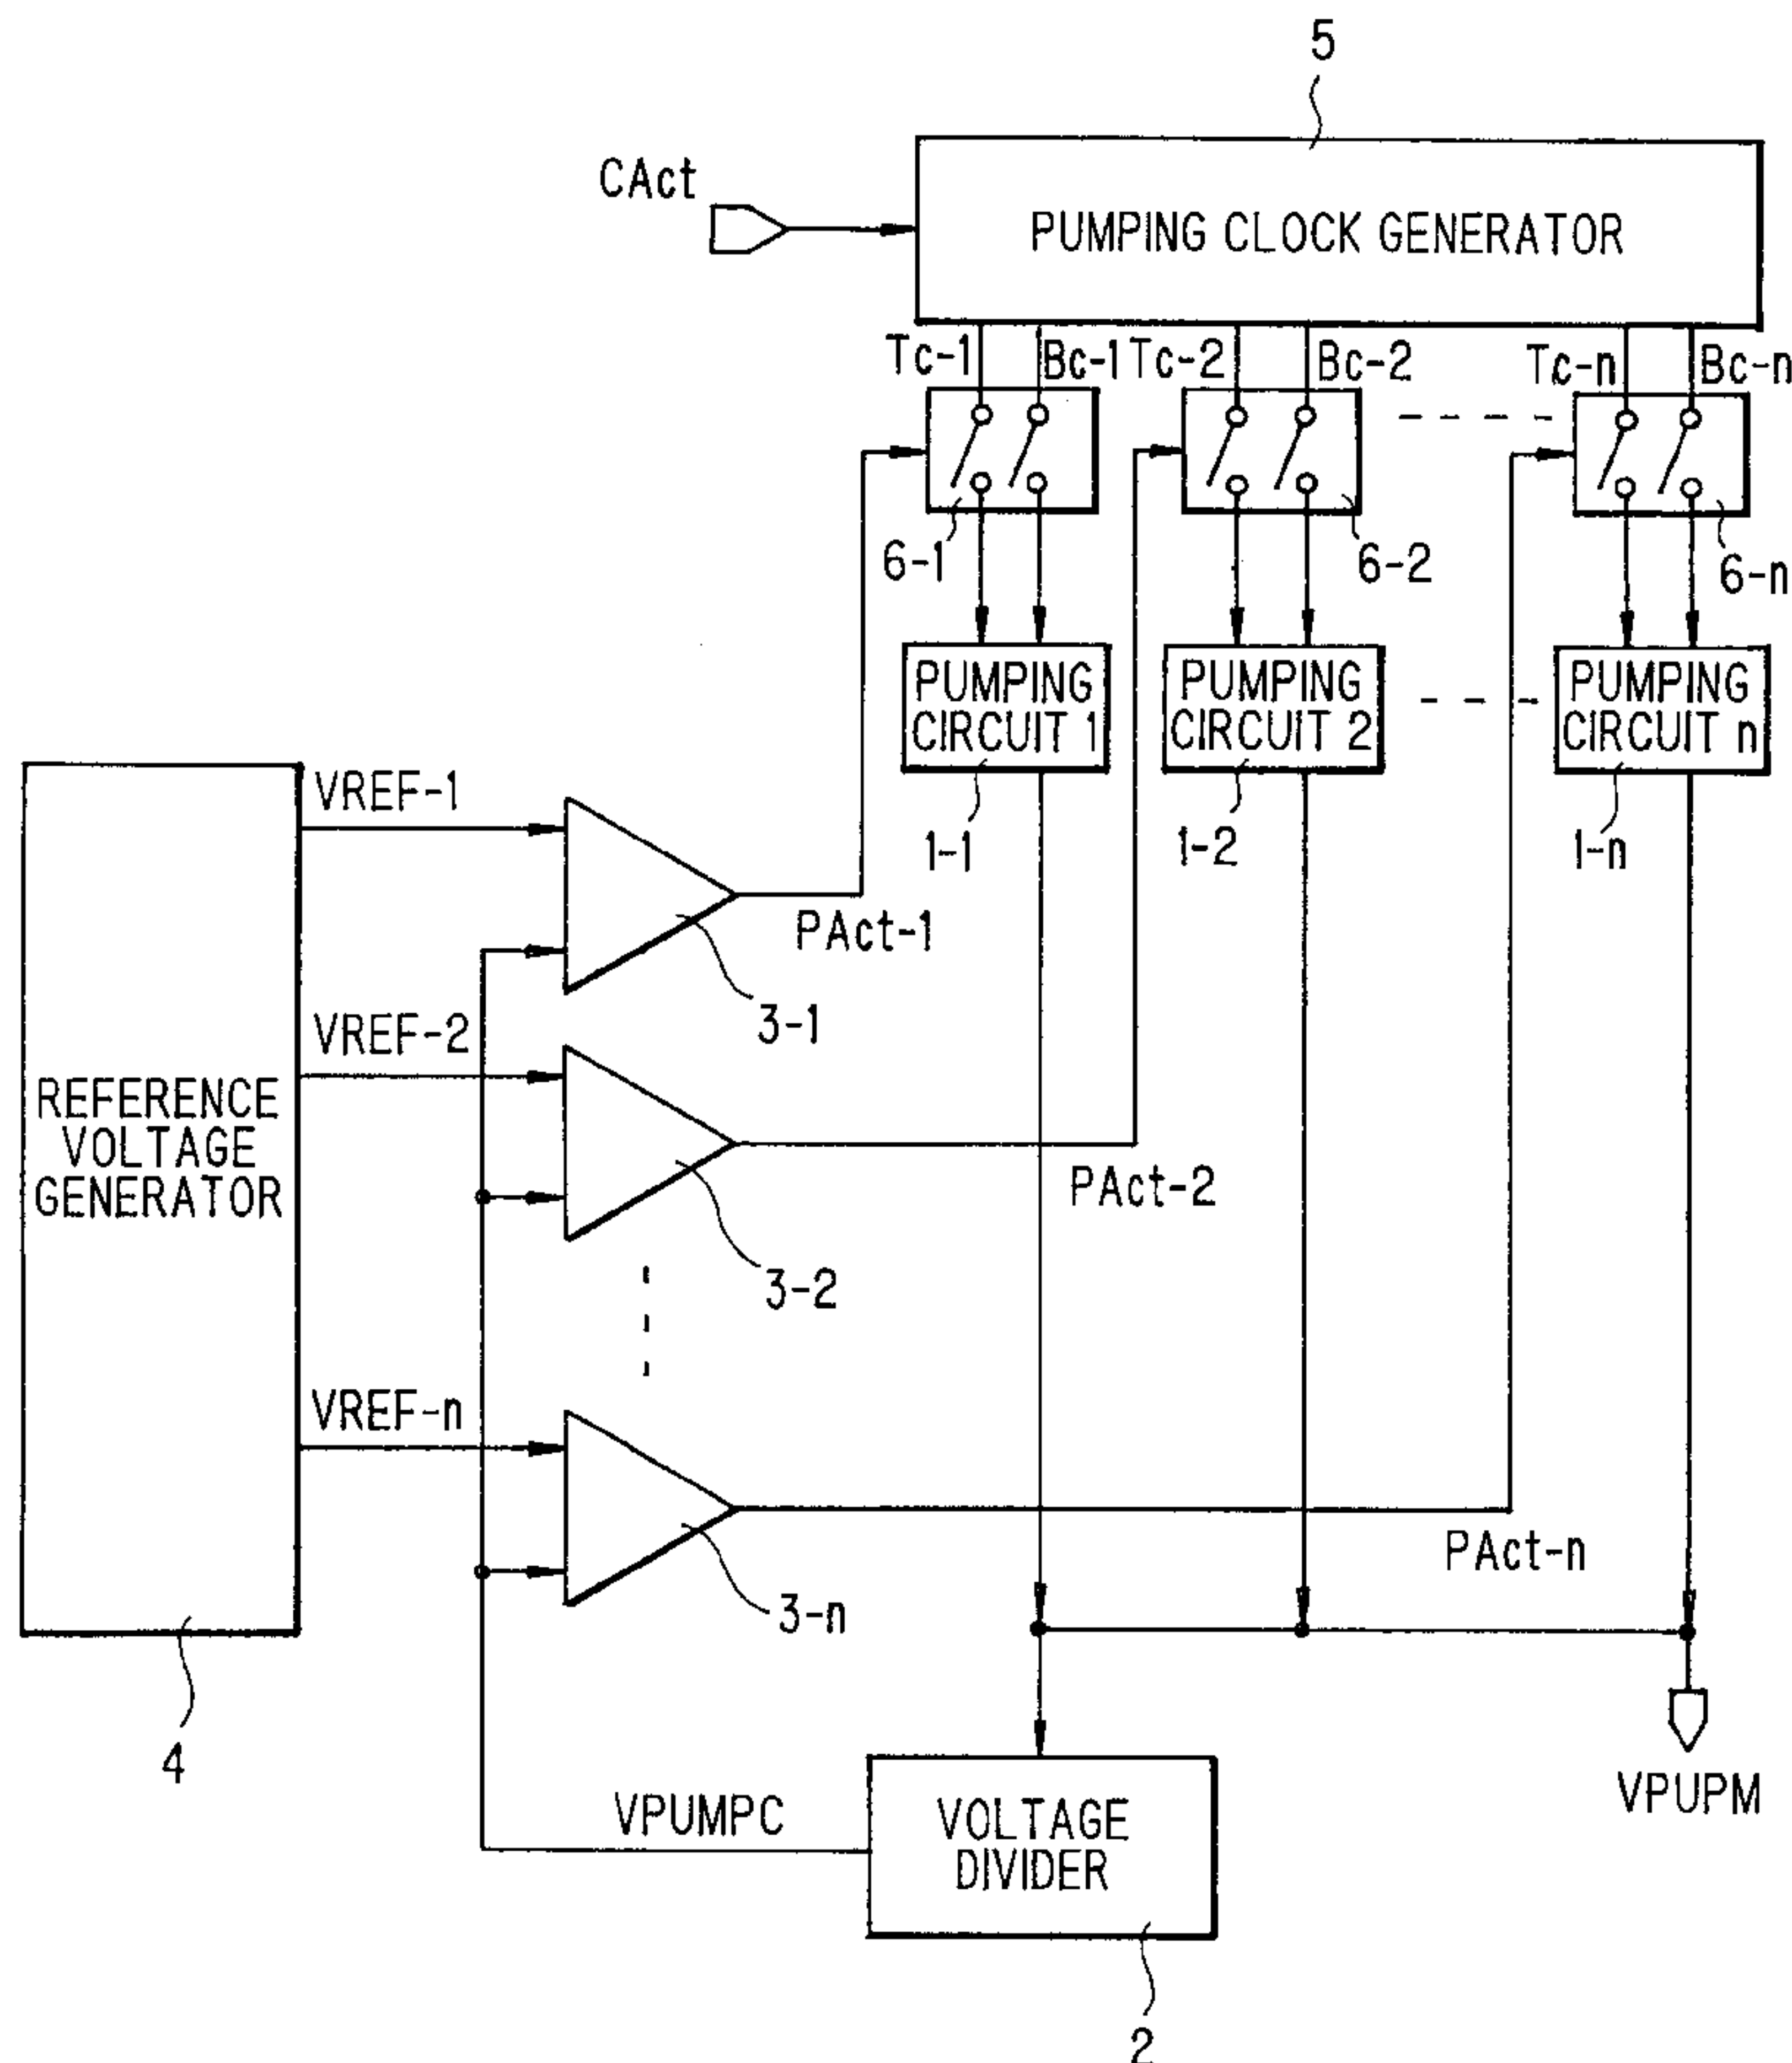 5
CAct
PUMPING CLOCK GENERATOR
Tc-1
Bc-1
Tc-2
Bc-2
Tc-n
Bc-n
6-1
6-2
6-n
PUMPING
CIRCUIT 1
PUMPING
CIRCUIT 2
PUMPING
CIRCUIT n
1-1
1-2
1-n
VREF-1
PAct-1
3-1
VREF-2
REFERENCE
VOLTAGE
GENERATOR
PAct-2
3-2
VREF-n
PAct-n
3-n
4
VPUMPC
VOLTAGE
DIVIDER
VPUPM
2